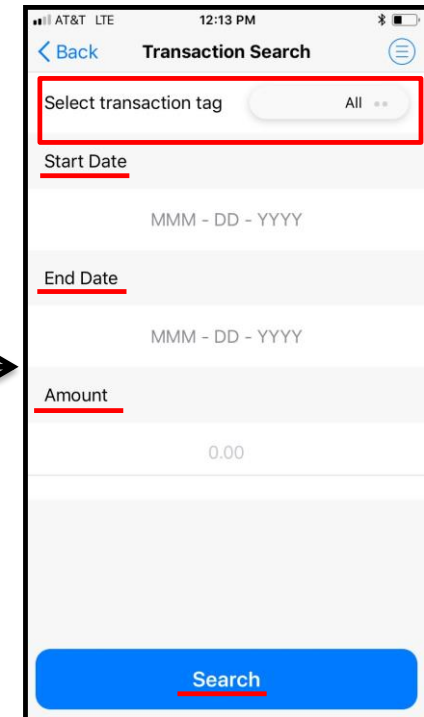 AT&T LTE 12:13 PM
Back Transaction Search
Select transaction tag All
Start Date
MMM - DD - YYYY
End Date
MMM - DD - YYYY
Amount
0.00
Search